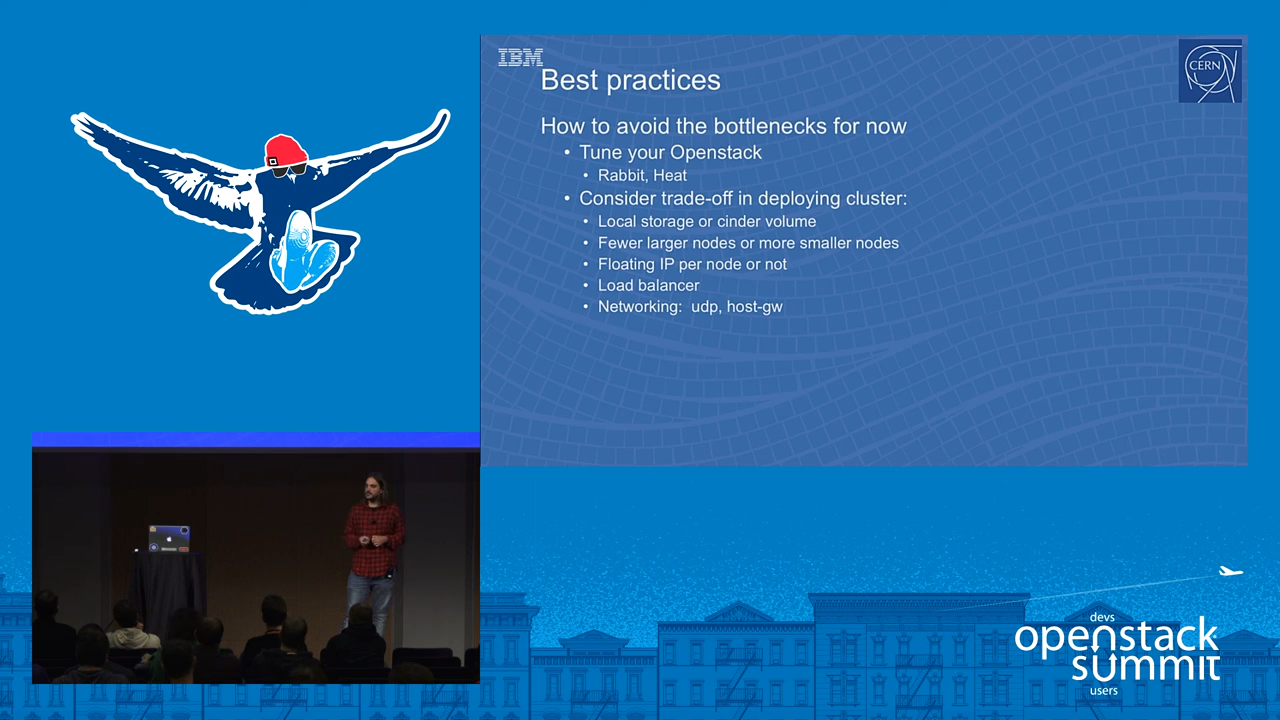 IBM
CERN
Best practices
How to avoid the bottlenecks for now
• Tune your Openstack
• Rabbit, Heat
• Consider trade-off in deploying cluster:
• Local storage or cinder volume
• Fewer larger nodes or more smaller nodes
• Floating IP per node or not
• Load balancer
• Networking: udp, host-gw
devs
openstack
summit
users